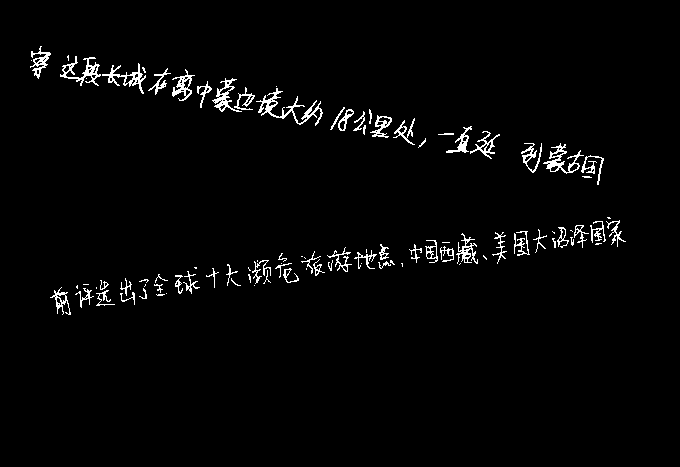 穿这段长城在离中蒙边境大约18公里处,一直延到蒙古国
前评选出了全球十大濒危旅游地点,中国西藏、美国大沼泽国家